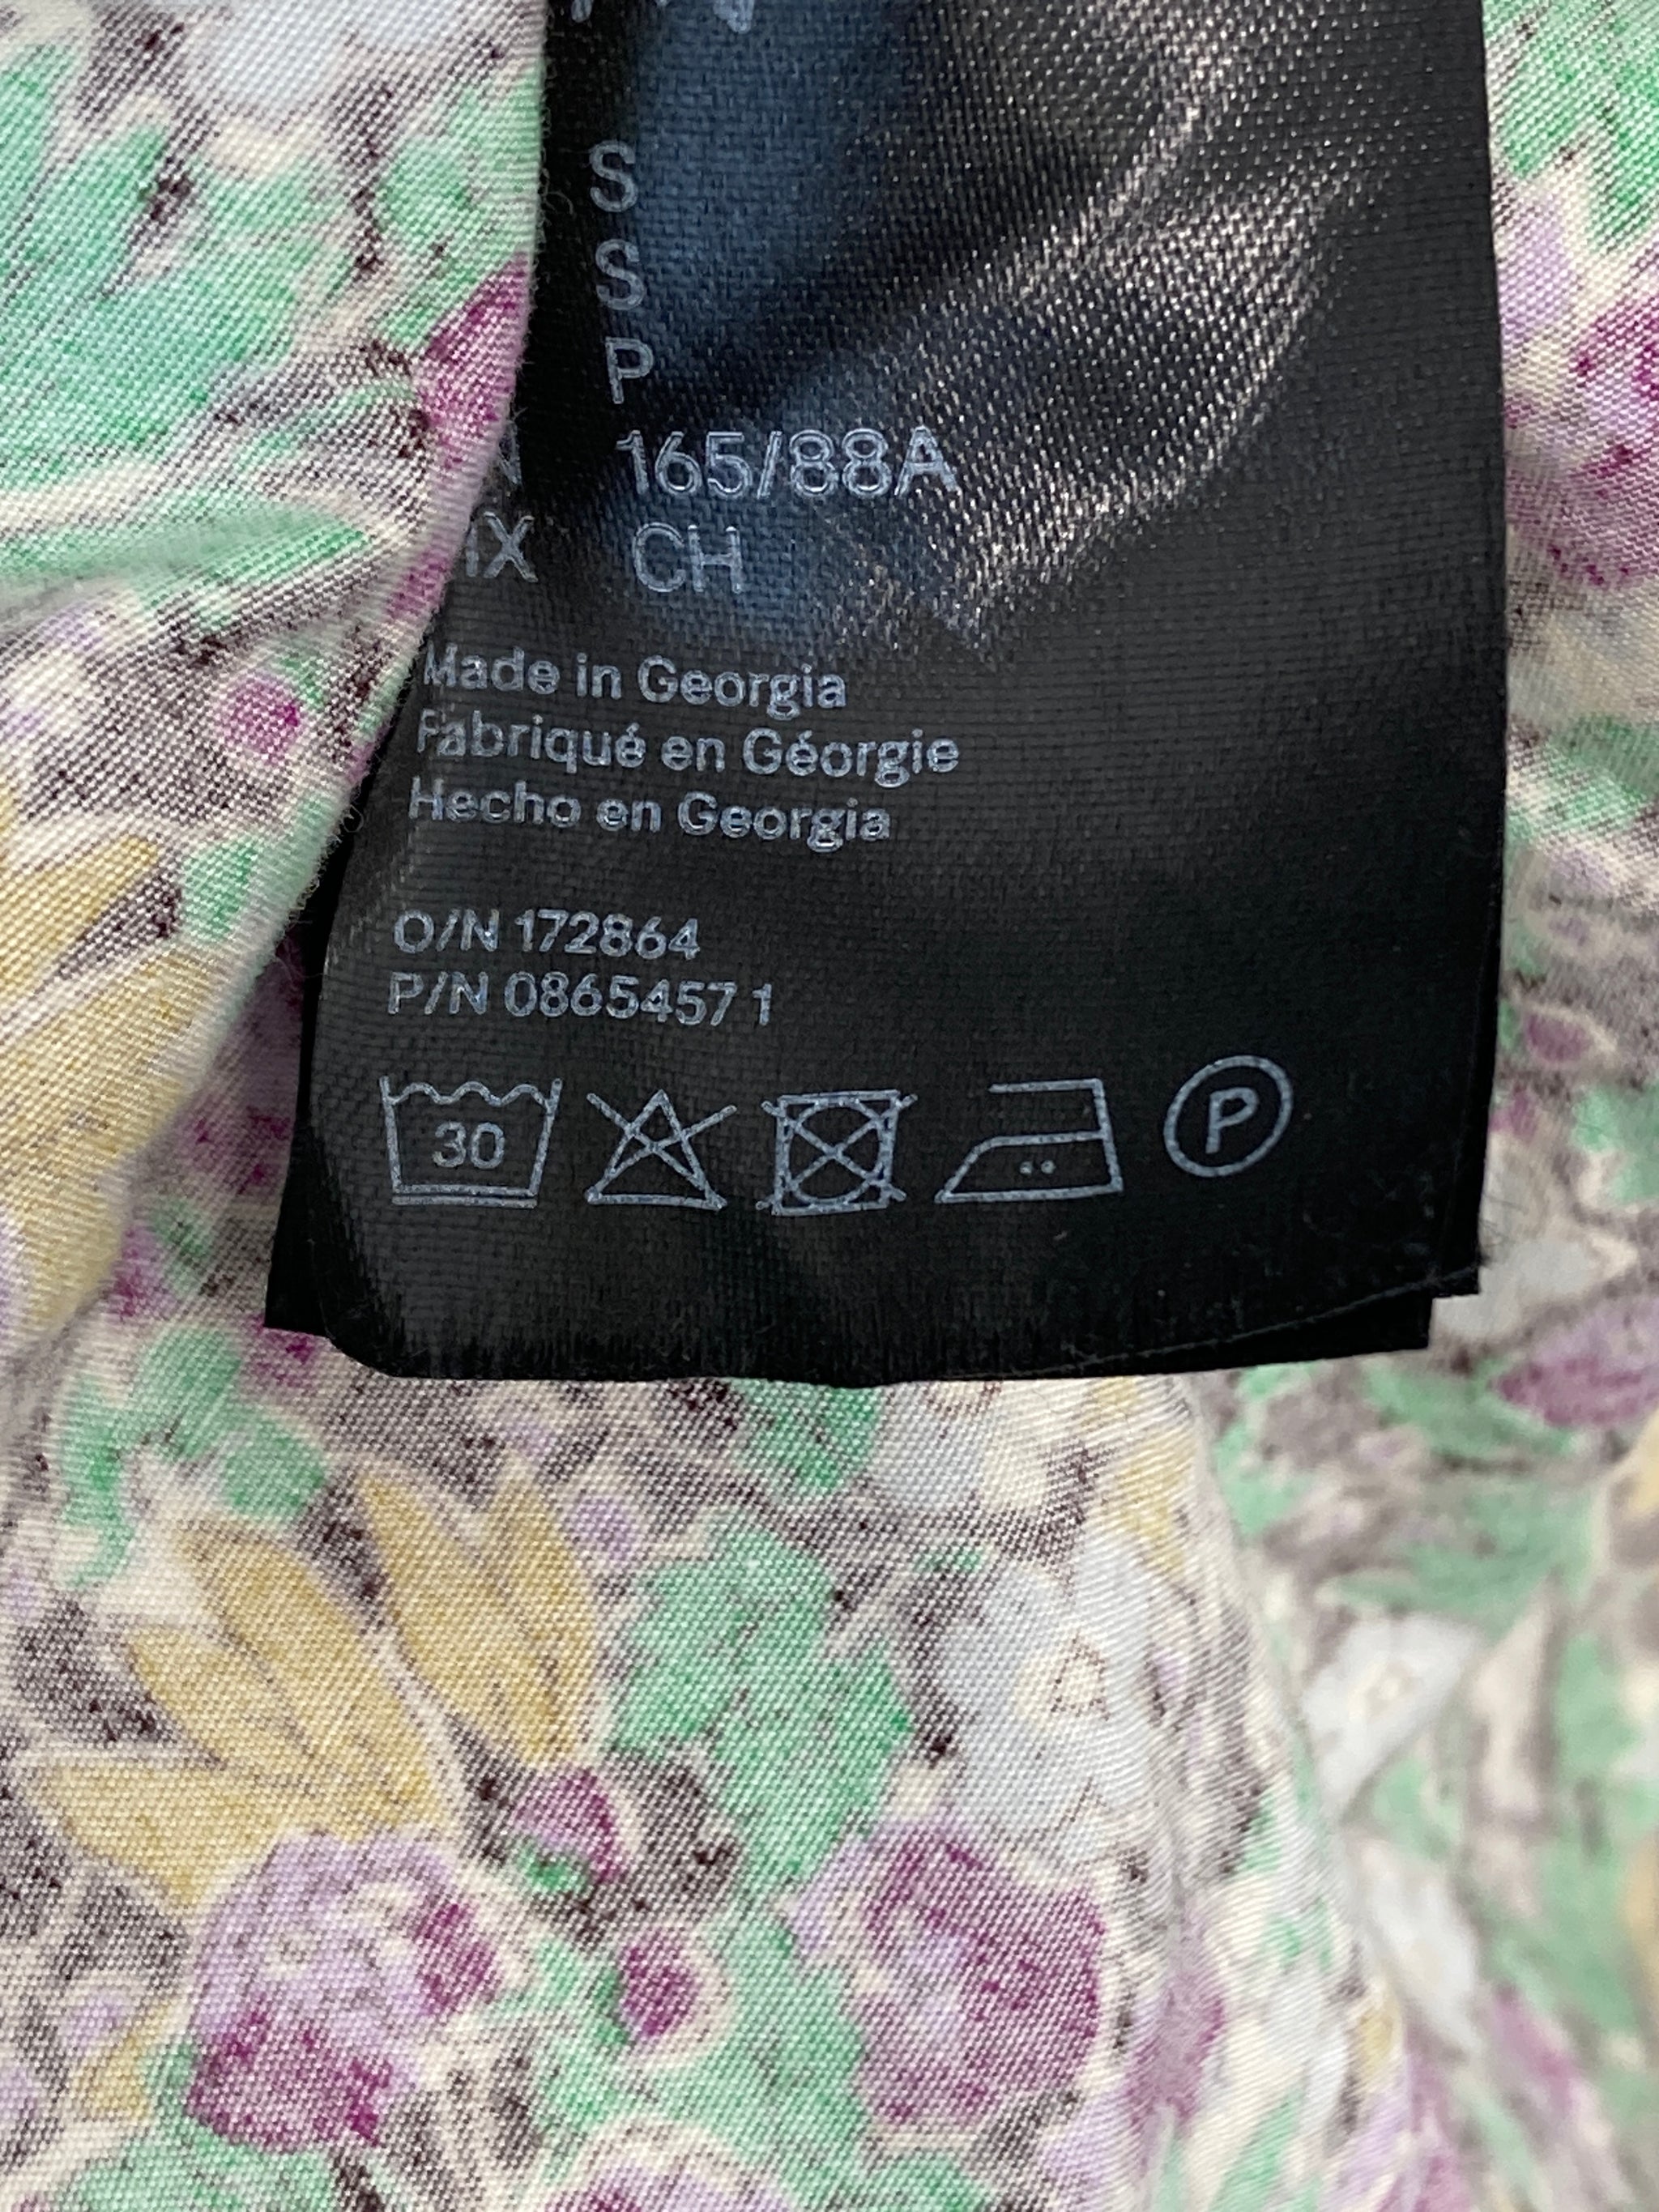 S
S
P
165/88A
CH
Made in Georgia
Fabriqué en Géorgie
Hecho en Georgia
O/N 172864
P/N 08654571
30
P